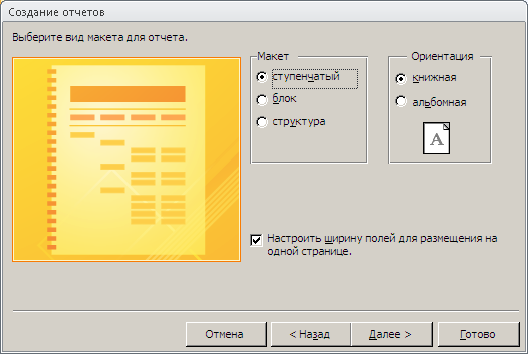 Создание отчетов
Выберите вид макета для отчета.
Макет
ступенчатый
блок
структура
Ориентация
книжная
альбомная
A
Настроить ширину полей для размещения на
одной странице.
Отмена
< Назад
Далее >
Готово